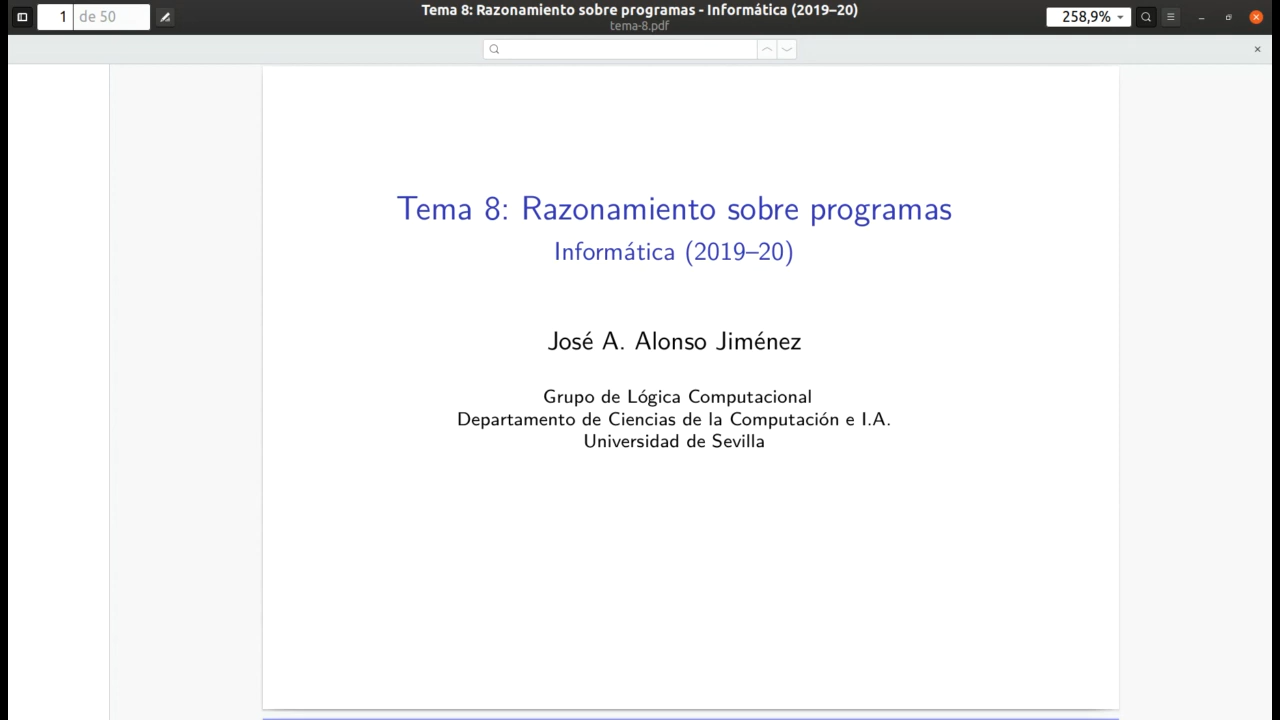 1 de 50
Tema 8: Razonamiento sobre programas - Informática (2019–20)
tema-8.pdf
258,9%
Tema 8: Razonamiento sobre programas
Informática (2019–20)
José A. Alonso Jiménez
Grupo de Lógica Computacional
Departamento de Ciencias de la Computación e I.A.
Universidad de Sevilla